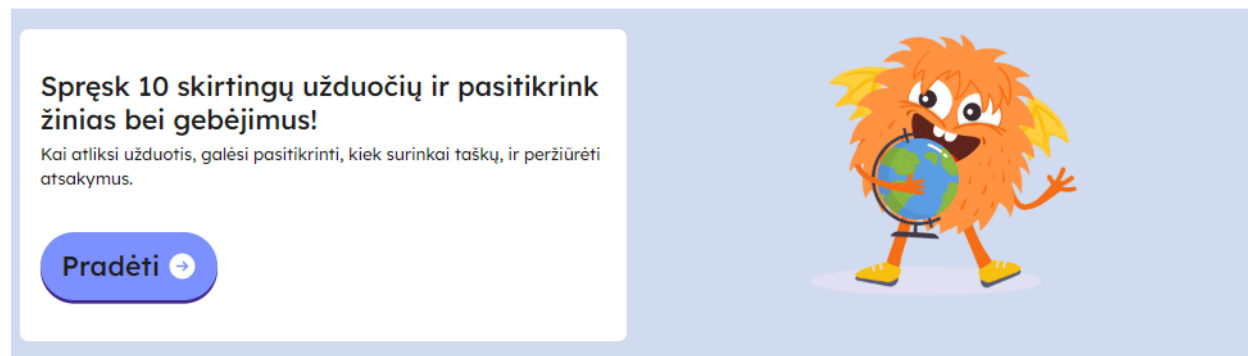 Spręsk 10 skirtingų užduočių ir pasitikrink
žinias bei gebėjimus!
Kai atliksi užduotis, galėsi pasitikrinti, kiek surinkai taškų, ir peržiūrėti
atsakymus.
Pradėti